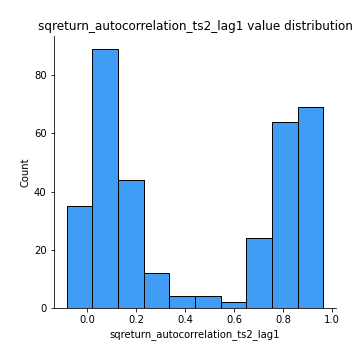 sqreturn_autocorrelation_ts2_lag1 value distribution
80
60
40
20
0
Count
0.0 0.2 0.4 0.6 0.8 1.0
sqreturn_autocorrelation_ts2_lag1